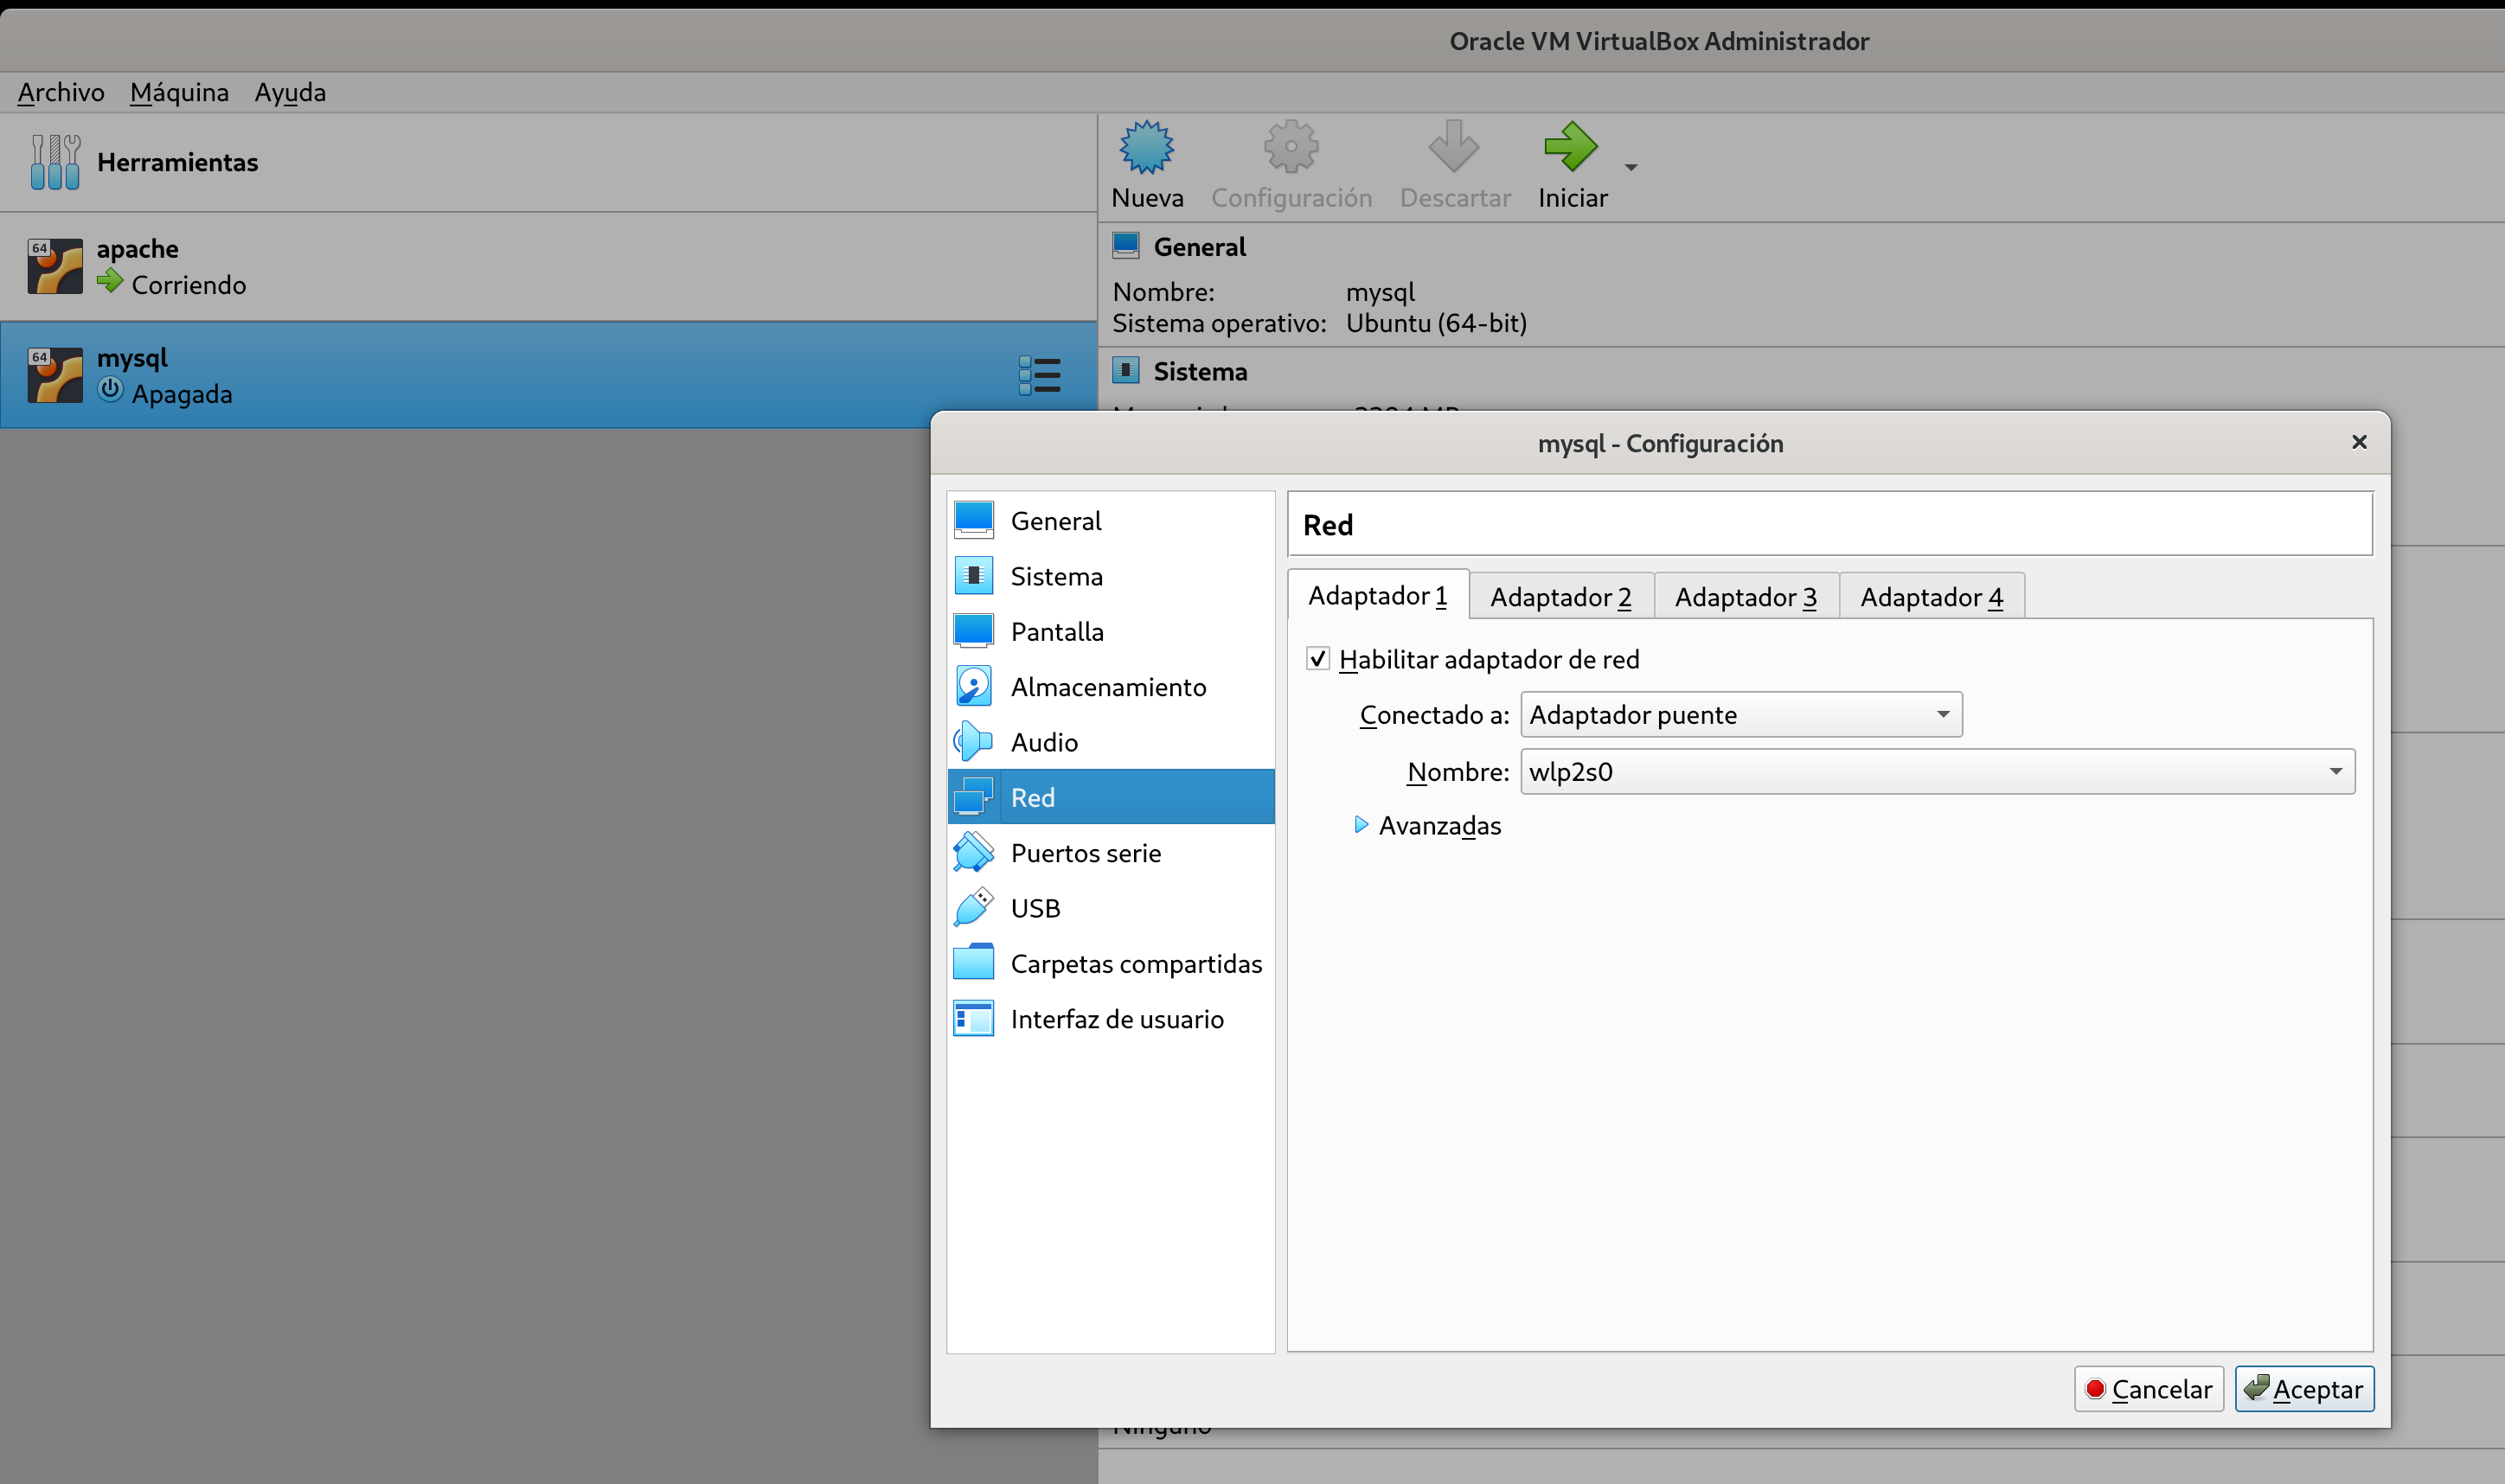 Oracle VM VirtualBox Administrador
Archivo Máquina Ayuda
Herramientas
64
apache
Corriendo
64
mysql
Apagada
Nueva Configuración Descartar Iniciar
General
Nombre: mysql
Sistema operativo: Ubuntu (64-bit)
Sistema
mysql - Configuración
General
Sistema
Pantalla
Almacenamiento
Audio
Red
Puertos serie
USB
Carpetas compartidas
Interfaz de usuario
Red
Adaptador 1 Adaptador 2 Adaptador 3 Adaptador 4
Habilitar adaptador de red
Conectado a: Adaptador puente
Nombre: wlp2s0
Avanzadas
Cancelar Aceptar
Ninguno